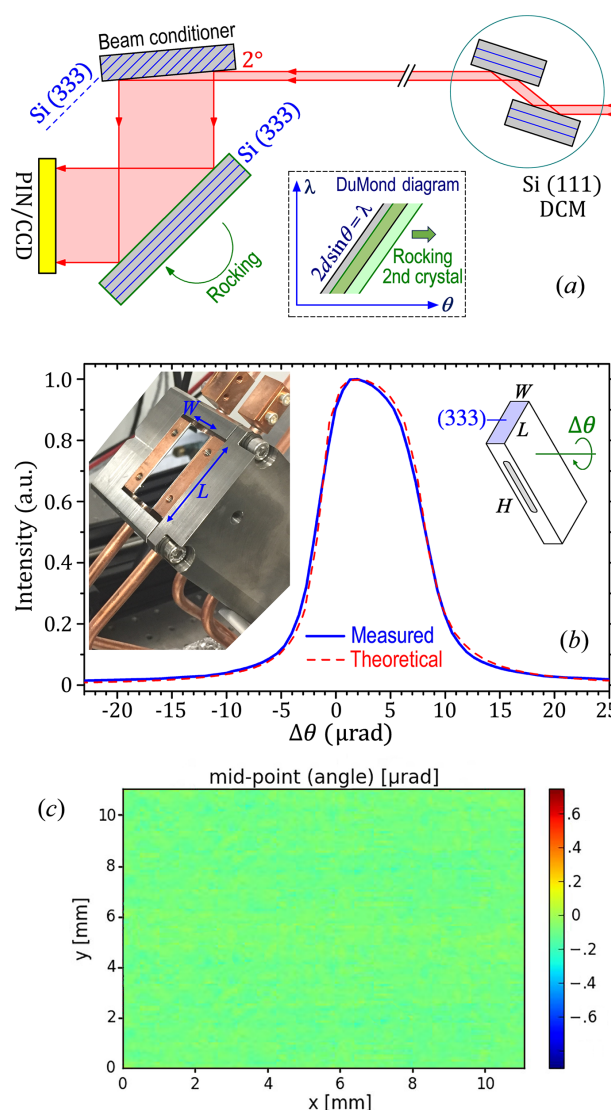 Beam conditioner
2°
Si (333)
Si (333)
PIN/CCD
Rocking
Si (111)
DCM
λ
DuMond diagram
2d sinθ = λ
Rocking
2nd crystal
θ
(a)
Intensity (a.u.)
1.0
0.8
0.6
0.4
0.2
0
W
L
W
(333)
L
Δθ
H
Measured
Theoretical
(b)
-20
-15
-10
-5
0
5
10
15
20
25
Δθ (μrad)
(c)
mid-point (angle) [μrad]
y [mm]
10
8
6
4
2
0
0
2
4
6
8
10
x [mm]
.6
.4
.2
0
−.2
−.4
−.6